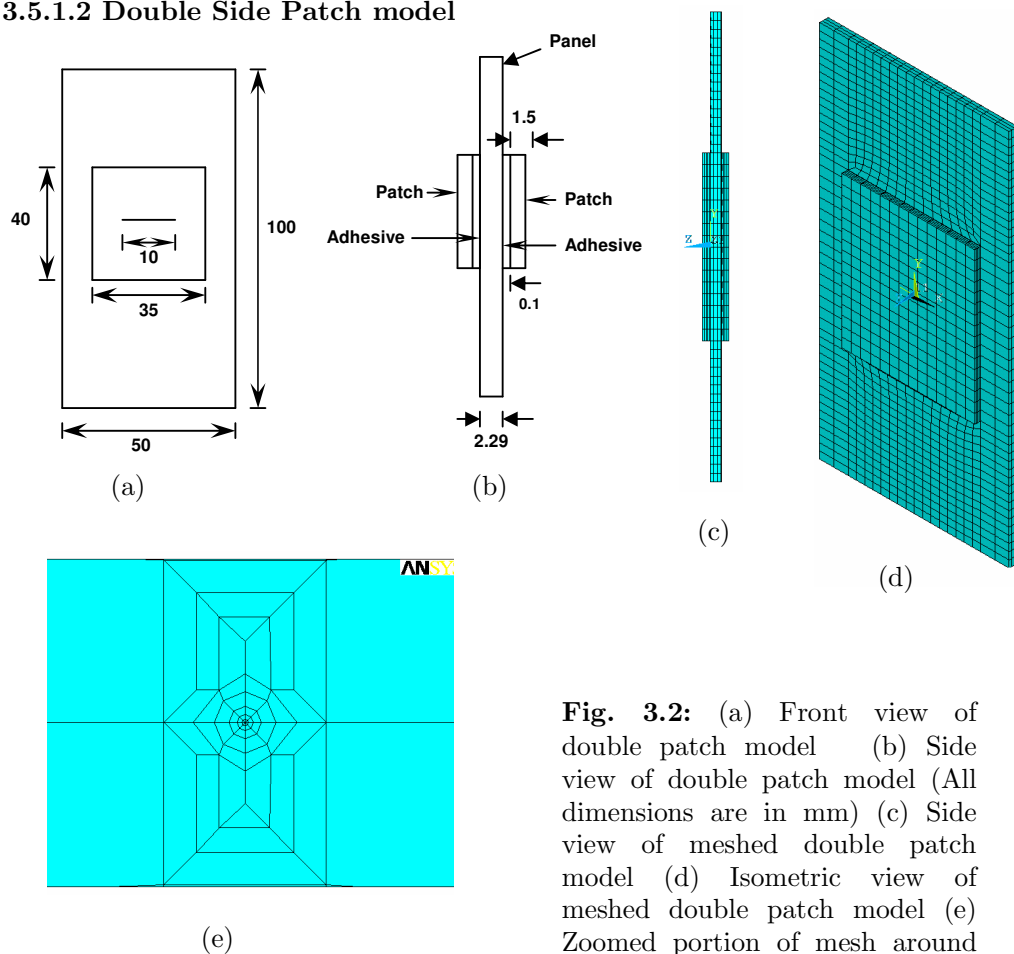 3.5.1.2 Double Side Patch model
40
10
35
100
50
(a)
Panel
1.5
Patch
Patch
Adhesive
Adhesive
0.1
2.29
(b)
Z
(c)
Y
(d)
ANSY
(e)
Fig. 3.2: (a) Front view of
double patch model (b) Side
view of double patch model (All
dimensions are in mm) (c) Side
view of meshed double patch
model (d) Isometric view of
meshed double patch model (e)
Zoomed portion of mesh around